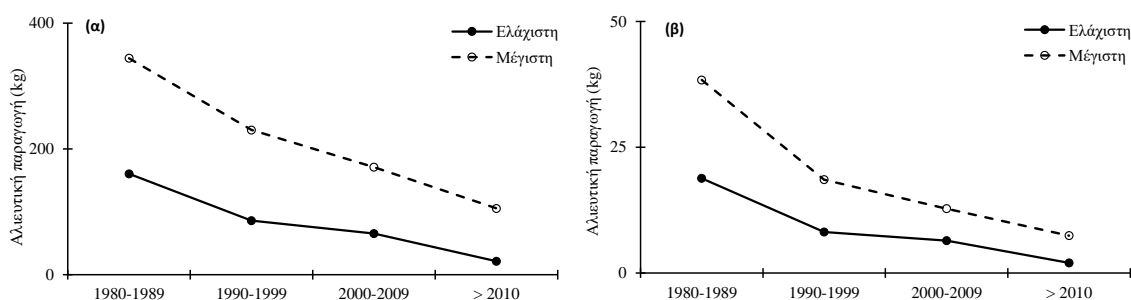 (α)
Ελάχιστη
Μέγιστη
Αλιευτική παραγωγή (kg)
400
200
0
1980-1989
1990-1999
2000-2009
> 2010
(β)
Ελάχιστη
Μέγιστη
Αλιευτική παραγωγή (kg)
50
25
0
1980-1989
1990-1999
2000-2009
> 2010